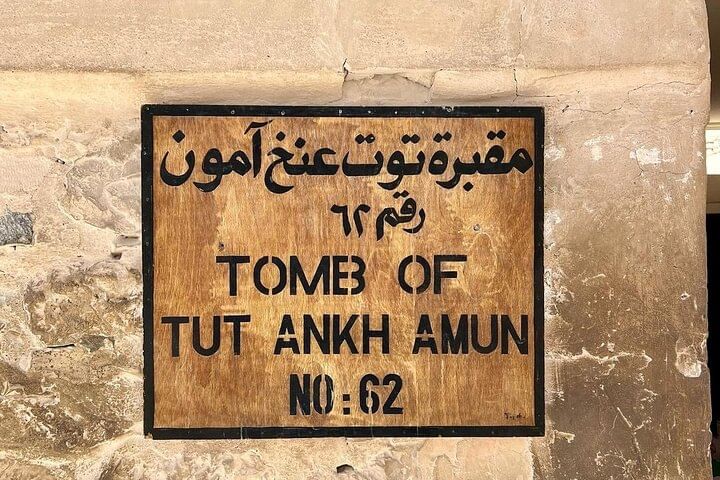 مقبرة توت عنخ آمون
رقم ٦٢
TOMB OF
TUT ANKH AMUN
NO: 62